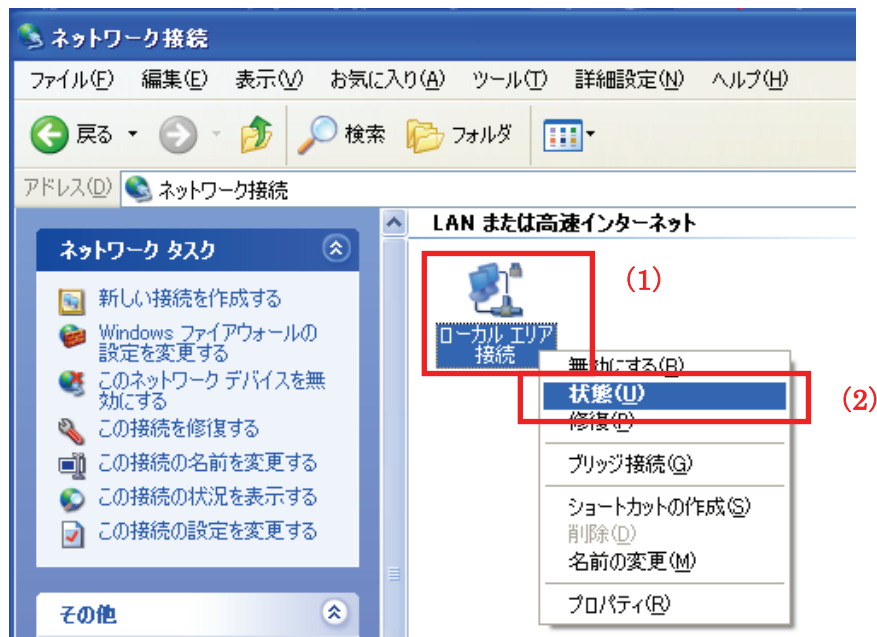 ネットワーク接続
ファイル(F) 編集(E) 表示(V) お気に入り(A) ツール(T) 詳細設定(N) ヘルプ(H)
戻る 検索 フォルダ
アドレス(D) ネットワーク接続
ネットワーク タスク
新しい接続を作成する
Windows ファイアウォールの
設定を変更する
このネットワーク デバイスを無
効にする
この接続を修復する
この接続の名前を変更する
この接続の状況を表示する
この接続の設定を変更する
その他
LAN または高速インターネット
(1)
ローカル エリア
接続
無効にする(B)
状態(U)
(2)
修復(P)
ブリッジ接続(G)
ショートカットの作成(S)
削除(D)
名前の変更(M)
プロパティ(R)